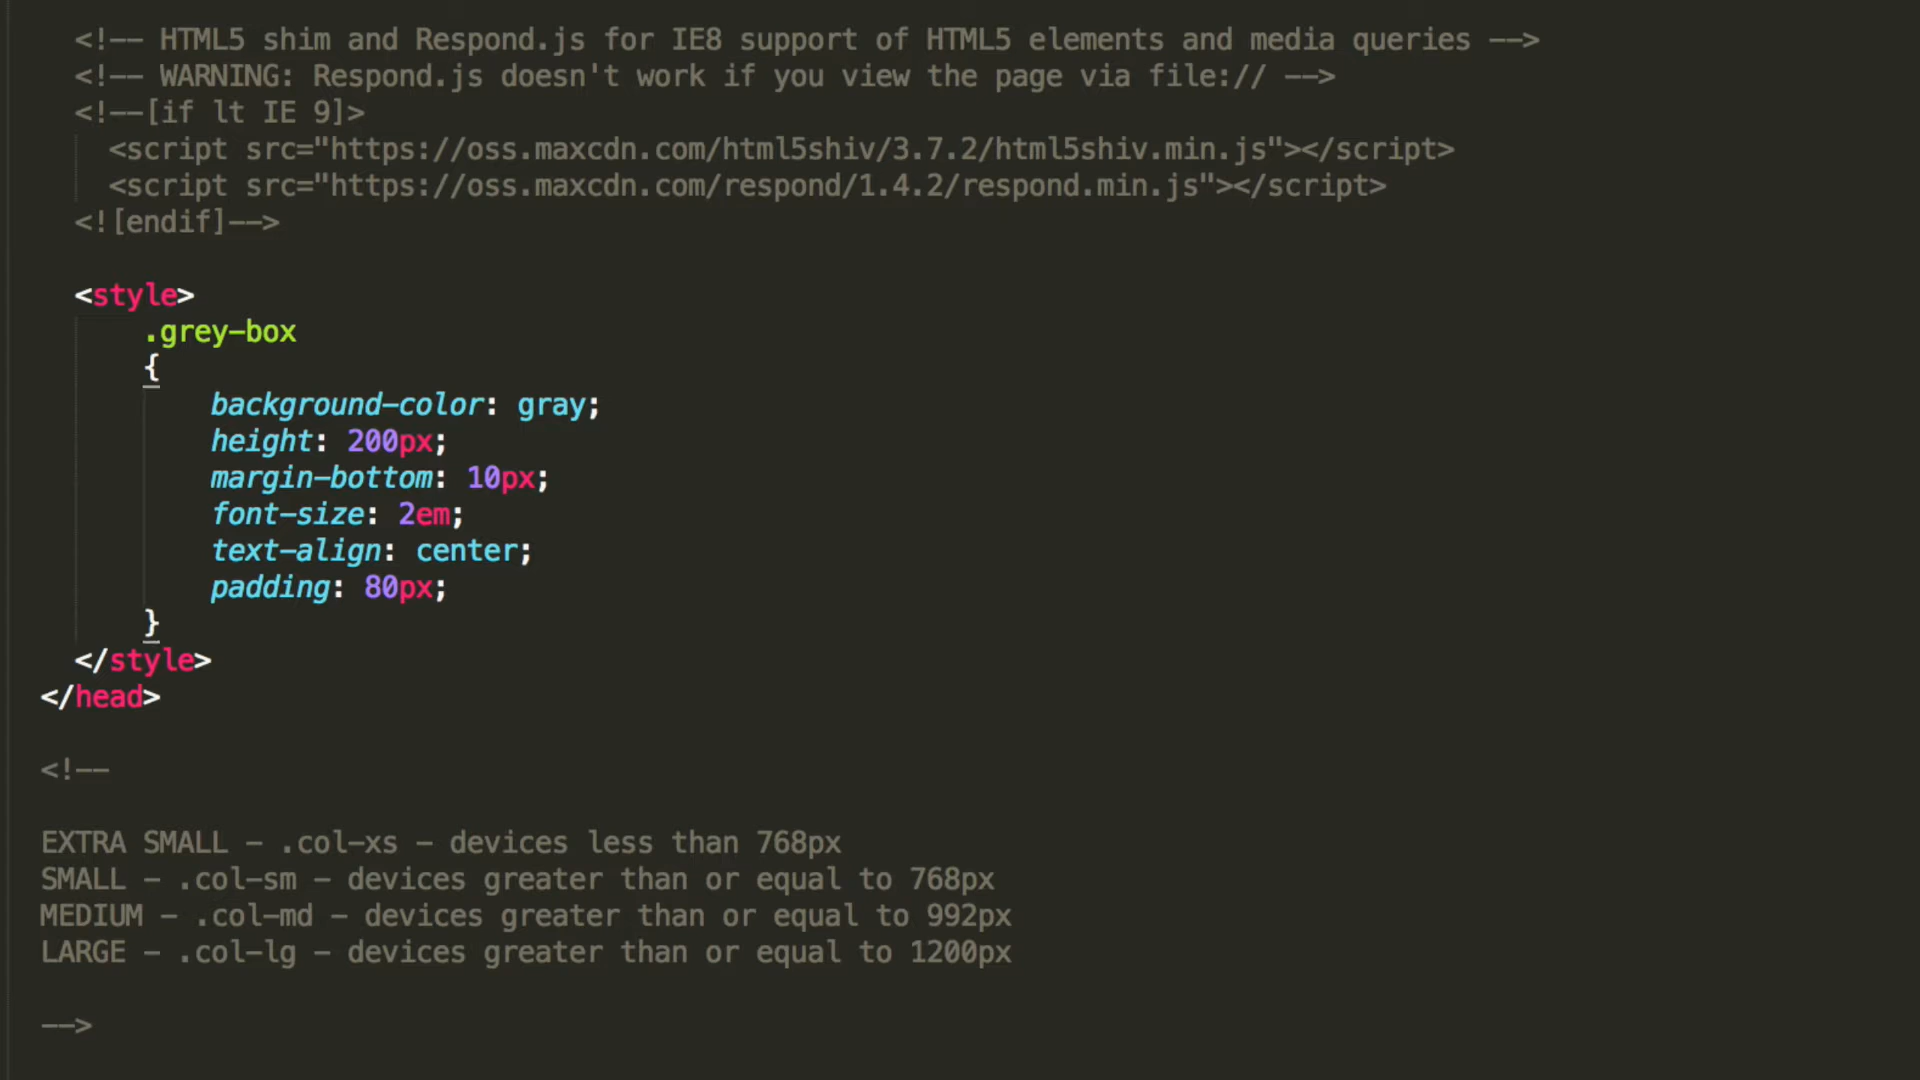 <!-- HTML5 shim and Respond.js for IE8 support of HTML5 elements and media queries -->
<!-- WARNING: Respond.js doesn't work if you view the page via file:// -->
<!--[if lt IE 9]>
<script src="https://oss.maxcdn.com/html5shiv/3.7.2/html5shiv.min.js"></script>
<script src="https://oss.maxcdn.com/respond/1.4.2/respond.min.js"></script>
<![endif]-->
<style>
.grey-box
{
background-color: gray;
height: 200px;
margin-bottom: 10px;
font-size: 2em;
text-align: center;
padding: 80px;
}
</style>
</head>
<!--
EXTRA SMALL - .col-xs - devices less than 768px
SMALL - .col-sm - devices greater than or equal to 768px
MEDIUM - .col-md - devices greater than or equal to 992px
LARGE - .col-lg - devices greater than or equal to 1200px
-->